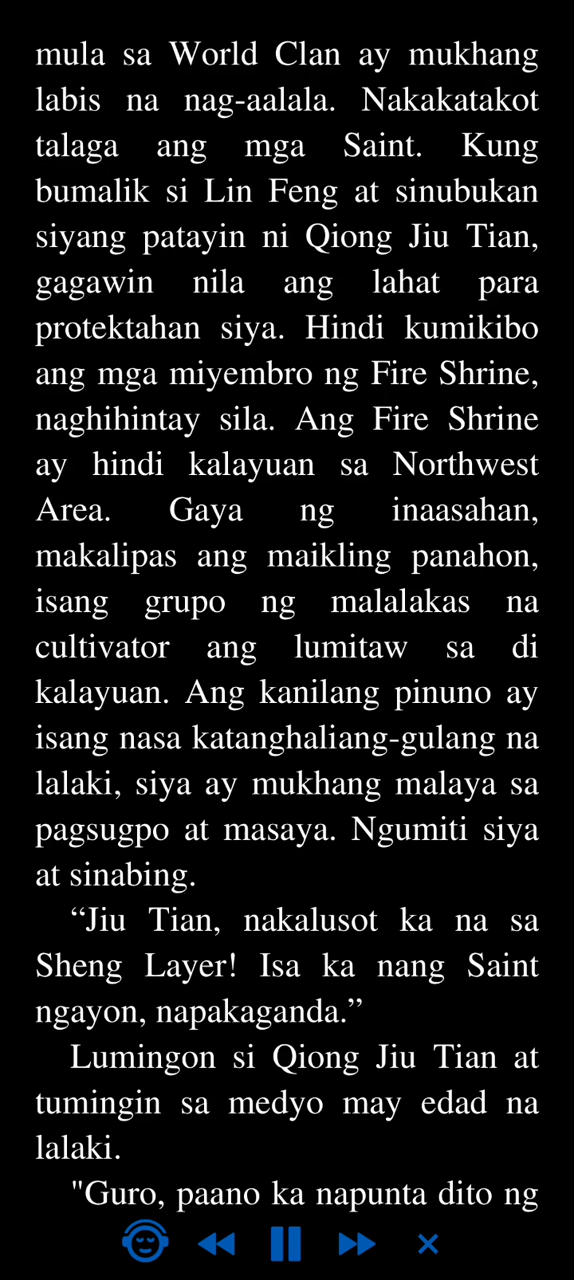 mula sa World Clan ay mukhang
labis na nag-aalala. Nakakatakot
talaga ang mga Saint. Kung
bumalik si Lin Feng at sinubukan
siyang patayin ni Qiong Jiu Tian,
gagawin nila ang lahat para
protektahan siya. Hindi kumikibo
ang mga miyembro ng Fire Shrine,
naghihintay sila. Ang Fire Shrine
ay hindi kalayuan sa Northwest
Area. Gaya ng inaasahan,
makalipas ang maikling panahon,
isang grupo ng malalakas na
cultivator ang lumitaw sa di
kalayuan. Ang kanilang pinuno ay
isang nasa katanghaliang-gulang na
lalaki, siya ay mukhang malaya sa
pagsugpo at masaya. Ngumiti siya
at sinabing.
“Jiu Tian, nakalusot ka na sa
Sheng Layer! Isa ka nang Saint
ngayon, napakaganda.”
Lumingon si Qiong Jiu Tian at
tumingin sa medyo may edad na
lalaki.
"Guro, paano ka napunta dito ng